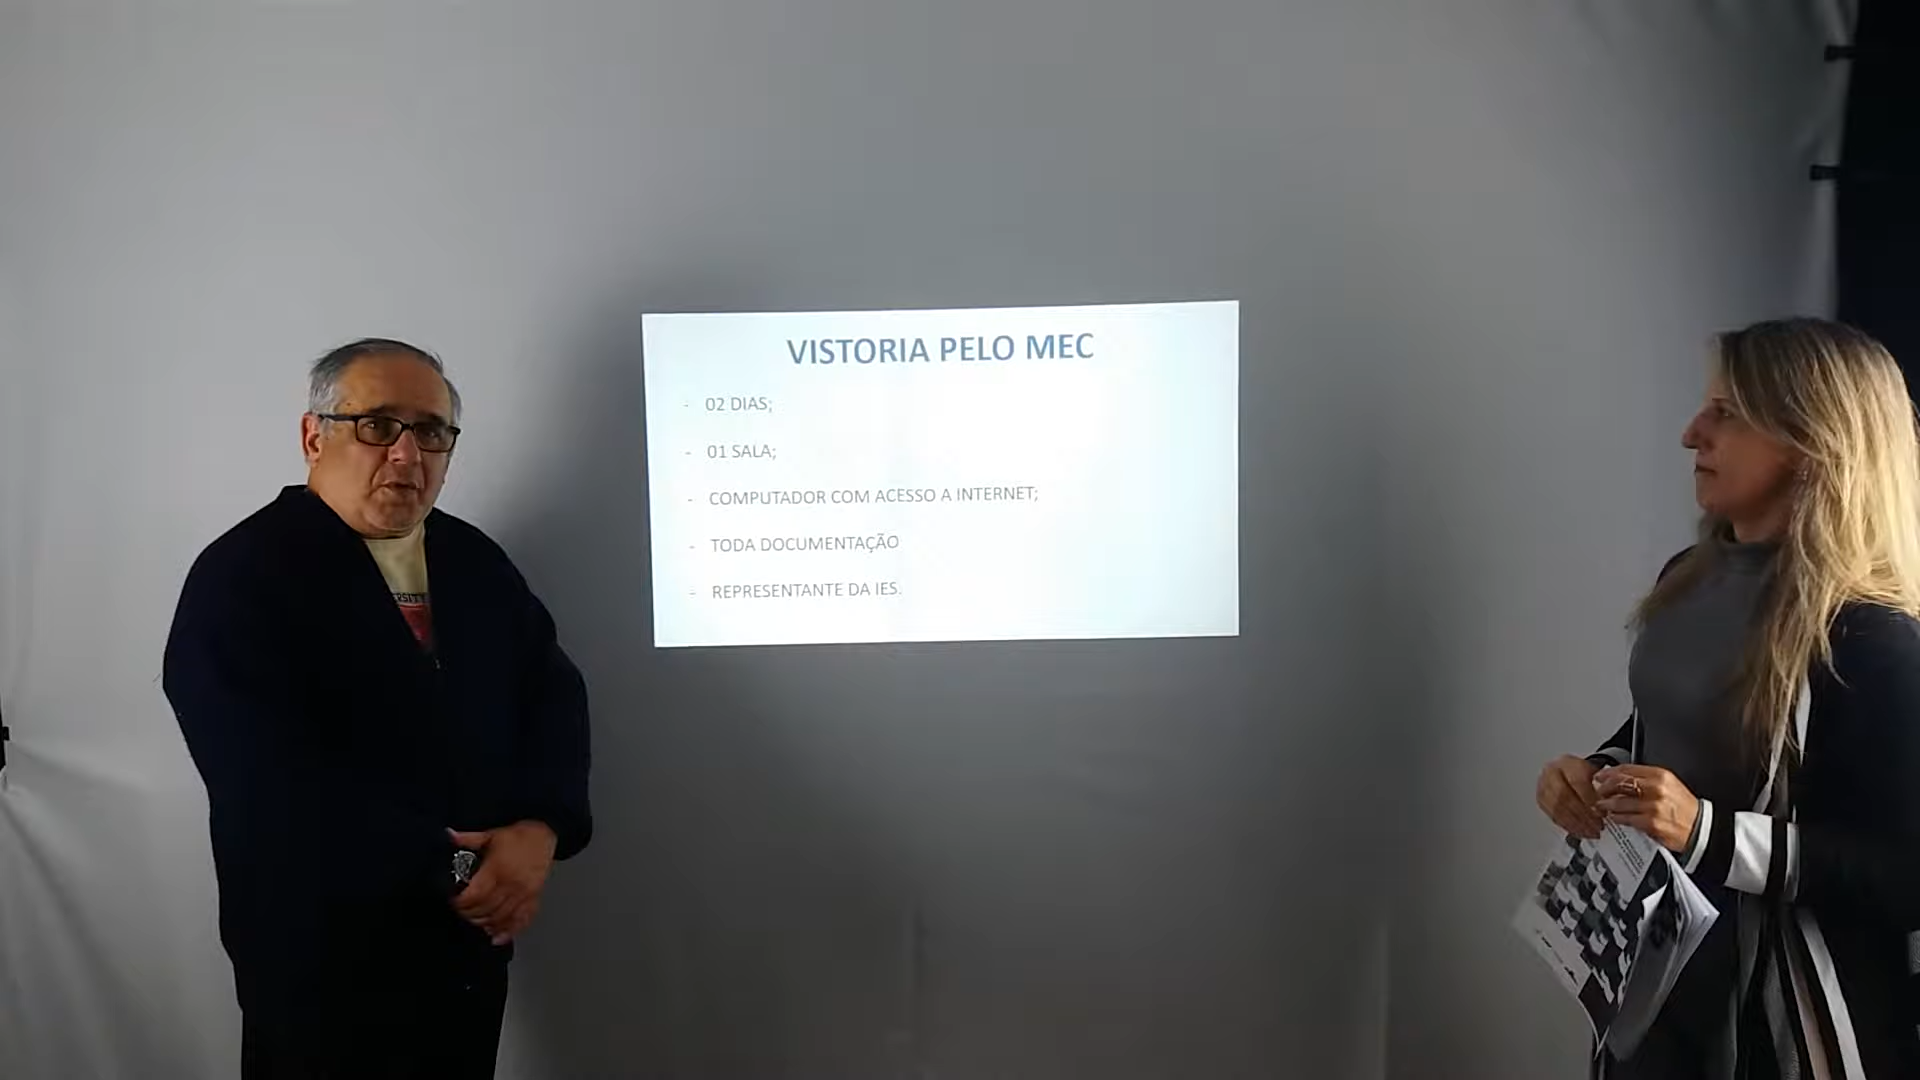 VISTORIA PELO MEC
- 02 DIAS;
- 01 SALA;
- COMPUTADOR COM ACESSO A INTERNET;
- TODA DOCUMENTAÇÃO
- REPRESENTANTE DA IES.